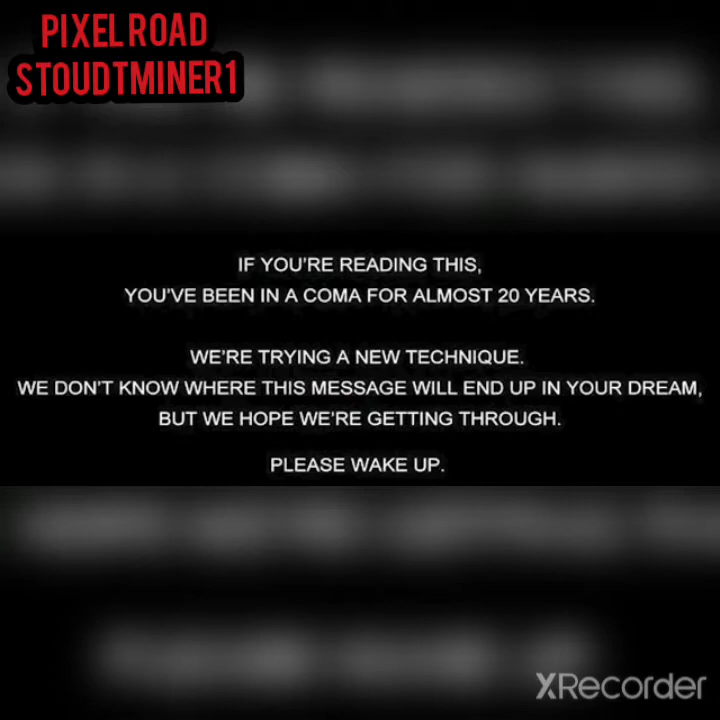 PIXEL ROAD
STOUDTMINER1
IF YOU'RE READING THIS,
YOU'VE BEEN IN A COMA FOR ALMOST 20 YEARS.
WE'RE TRYING A NEW TECHNIQUE.
WE DON'T KNOW WHERE THIS MESSAGE WILL END UP IN YOUR DREAM,
BUT WE HOPE WE'RE GETTING THROUGH.
PLEASE WAKE UP.
XRecorder